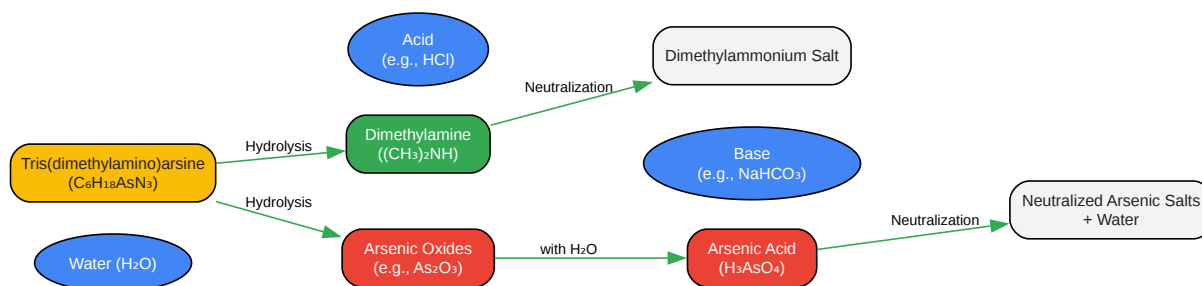 Acid
(e.g., HCl)
Dimethylammonium Salt
Neutralization
Dimethylamine
((CH₃)₂NH)
Hydrolysis
Tris(dimethylamino)arsine
(C₆H₁₈AsN₃)
Base
(e.g., NaHCO₃)
Hydrolysis
Neutralized Arsenic Salts
+ Water
Neutralization
Water (H₂O)
Arsenic Oxides
(e.g., As₂O₃)
with H₂O
Arsenic Acid
(H₃AsO₄)